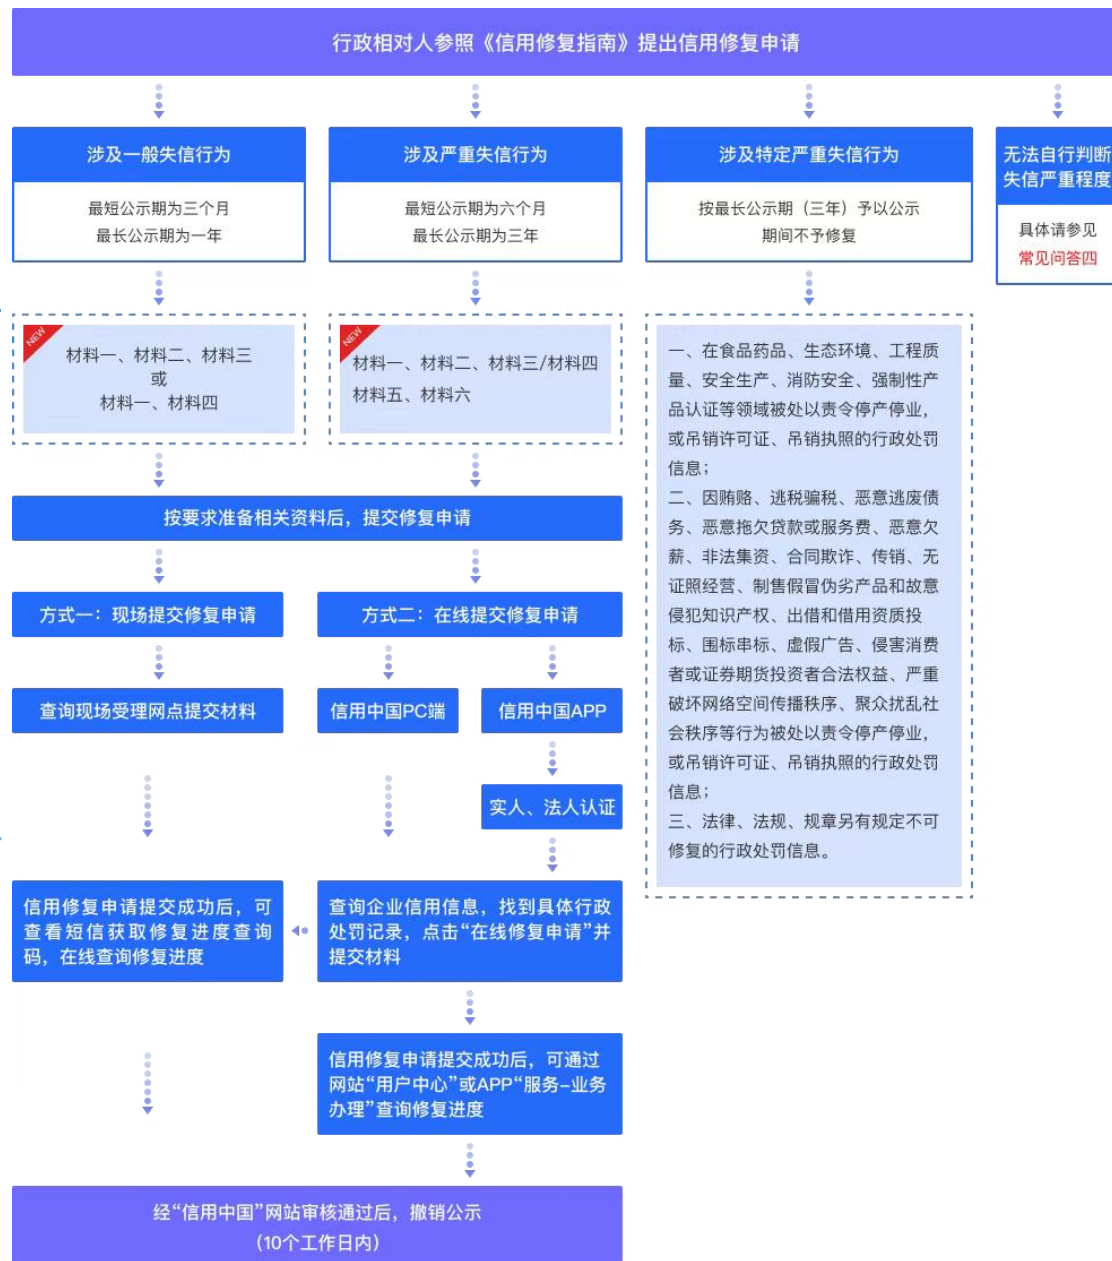 行政相对人参照《信用修复指南》提出信用修复申请
涉及一般失信行为
最短公示期为三个月
最长公示期为一年
涉及严重失信行为
最短公示期为六个月
最长公示期为三年
涉及特定严重失信行为
按最长公示期（三年）予以公示
期间不予修复
无法自行判断
失信严重程度
具体请参见
常见问答四
NEW
材料一、材料二、材料三
或
材料一、材料四
NEW
材料一、材料二、材料三/材料四
材料五、材料六
一、在食品药品、生态环境、工程质
量、安全生产、消防安全、强制性产
品认证等领域被处以责令停产停业，
或吊销许可证、吊销执照的行政处罚
信息；
二、因贿赂、逃税骗税、恶意逃废债
务、恶意拖欠贷款或服务费、恶意欠
薪、非法集资、合同欺诈、传销、无
证照经营、制售假冒伪劣产品和故意
侵犯知识产权、出借和借用资质投
标、围标串标、虚假广告、侵害消费
者或证券期货投资者合法权益、严重
破坏网络空间传播秩序、聚众扰乱社
会秩序等行为被处以责令停产停业，
或吊销许可证、吊销执照的行政处罚
信息；
三、法律、法规、规章另有规定不可
修复的行政处罚信息。
按要求准备相关资料后，提交修复申请
方式一：现场提交修复申请
方式二：在线提交修复申请
查询现场受理网点提交材料
信用中国PC端
信用中国APP
实人、法人认证
信用修复申请提交成功后，可
查看短信获取修复进度查询
码，在线查询修复进度
查询企业信用信息，找到具体行政
处罚记录，点击“在线修复申请”并
提交材料
信用修复申请提交成功后，可通过
网站“用户中心”或APP“服务–业务
办理”查询修复进度
经“信用中国”网站审核通过后，撤销公示
（10个工作日内）